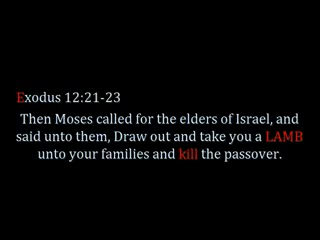 Exodus 12:21-23
Then Moses called for the elders of Israel, and
said unto them, Draw out and take you a LAMB
unto your families and kill the passover.